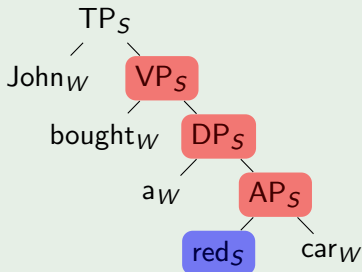 TP_S
John_W VP_S
bought_W DP_S
a_W AP_S
red_S car_W